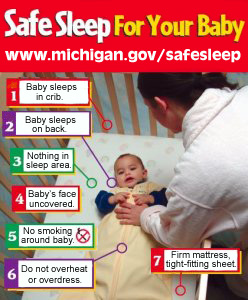 Safe Sleep For Your Baby
www.michigan.gov/safesleep
1 Baby sleeps
in crib.
2 Baby sleeps
on back.
3 Nothing in
sleep area.
4 Baby's face
uncovered.
5 No smoking
around baby.
6 Do not overheat
or overdress.
7 Firm mattress,
tight-fitting sheet.